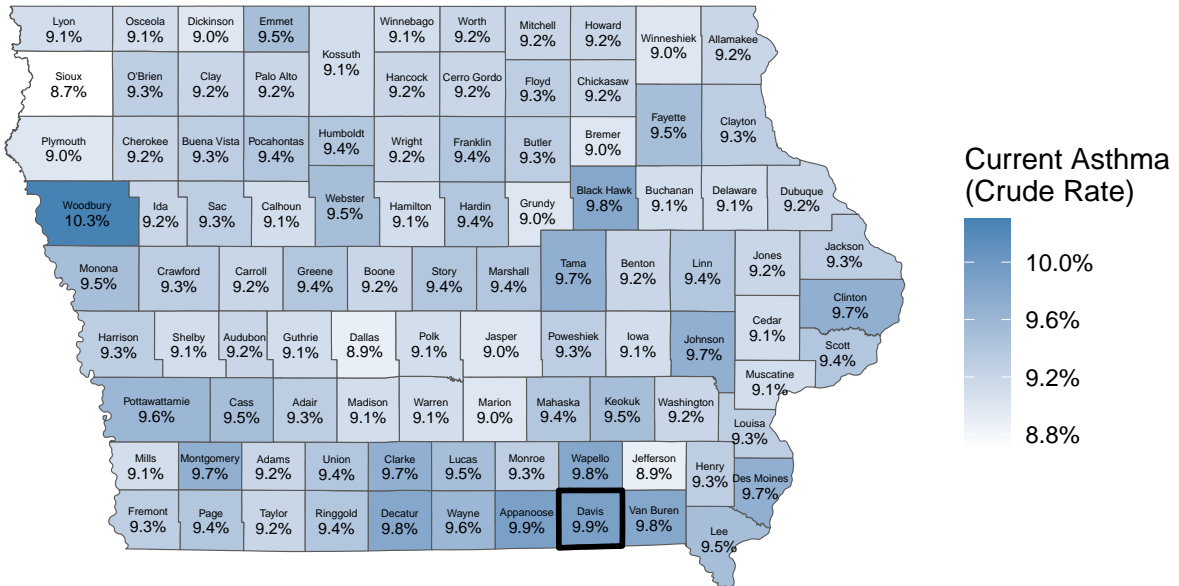 Lyon
9.1%
Osceola
9.1%
Dickinson
9.0%
Emmet
9.5%
Kossuth
9.1%
Winnebago
9.1%
Worth
9.2%
Mitchell
9.2%
Howard
9.2%
Winneshiek
9.0%
Allamakee
9.2%
Sioux
8.7%
O'Brien
9.3%
Clay
9.2%
Palo Alto
9.2%
Hancock
9.2%
Cerro Gordo
9.2%
Floyd
9.3%
Chickasaw
9.2%
Fayette
9.5%
Clayton
9.3%
Plymouth
9.0%
Cherokee
9.2%
Buena Vista
9.3%
Pocahontas
9.4%
Humboldt
9.4%
Wright
9.2%
Franklin
9.4%
Butler
9.3%
Bremer
9.0%
Woodbury
10.3%
Ida
9.2%
Sac
9.3%
Calhoun
9.1%
Webster
9.5%
Hamilton
9.1%
Hardin
9.4%
Grundy
9.0%
Black Hawk
9.8%
Buchanan
9.1%
Delaware
9.1%
Dubuque
9.2%
Monona
9.5%
Crawford
9.3%
Carroll
9.2%
Greene
9.4%
Boone
9.2%
Story
9.4%
Marshall
9.4%
Tama
9.7%
Benton
9.2%
Linn
9.4%
Jones
9.2%
Jackson
9.3%
Clinton
9.7%
Harrison
9.3%
Shelby
9.1%
Audubon
9.2%
Guthrie
9.1%
Dallas
8.9%
Polk
9.1%
Jasper
9.0%
Poweshiek
9.3%
Iowa
9.1%
Johnson
9.7%
Cedar
9.1%
Scott
9.4%
Muscatine
9.1%
Pottawattamie
9.6%
Cass
9.5%
Adair
9.3%
Madison
9.1%
Warren
9.1%
Marion
9.0%
Mahaska
9.4%
Keokuk
9.5%
Washington
9.2%
Louisa
9.3%
Mills
9.1%
Montgomery
9.7%
Adams
9.2%
Union
9.4%
Clarke
9.7%
Lucas
9.5%
Monroe
9.3%
Wapello
9.8%
Jefferson
8.9%
Henry
9.3%
Des Moines
9.7%
Fremont
9.3%
Page
9.4%
Taylor
9.2%
Ringgold
9.4%
Decatur
9.8%
Wayne
9.6%
Appanoose
9.9%
Davis
9.9%
Van Buren
9.8%
Lee
9.5%
Current Asthma
(Crude Rate)
10.0%
9.6%
9.2%
8.8%